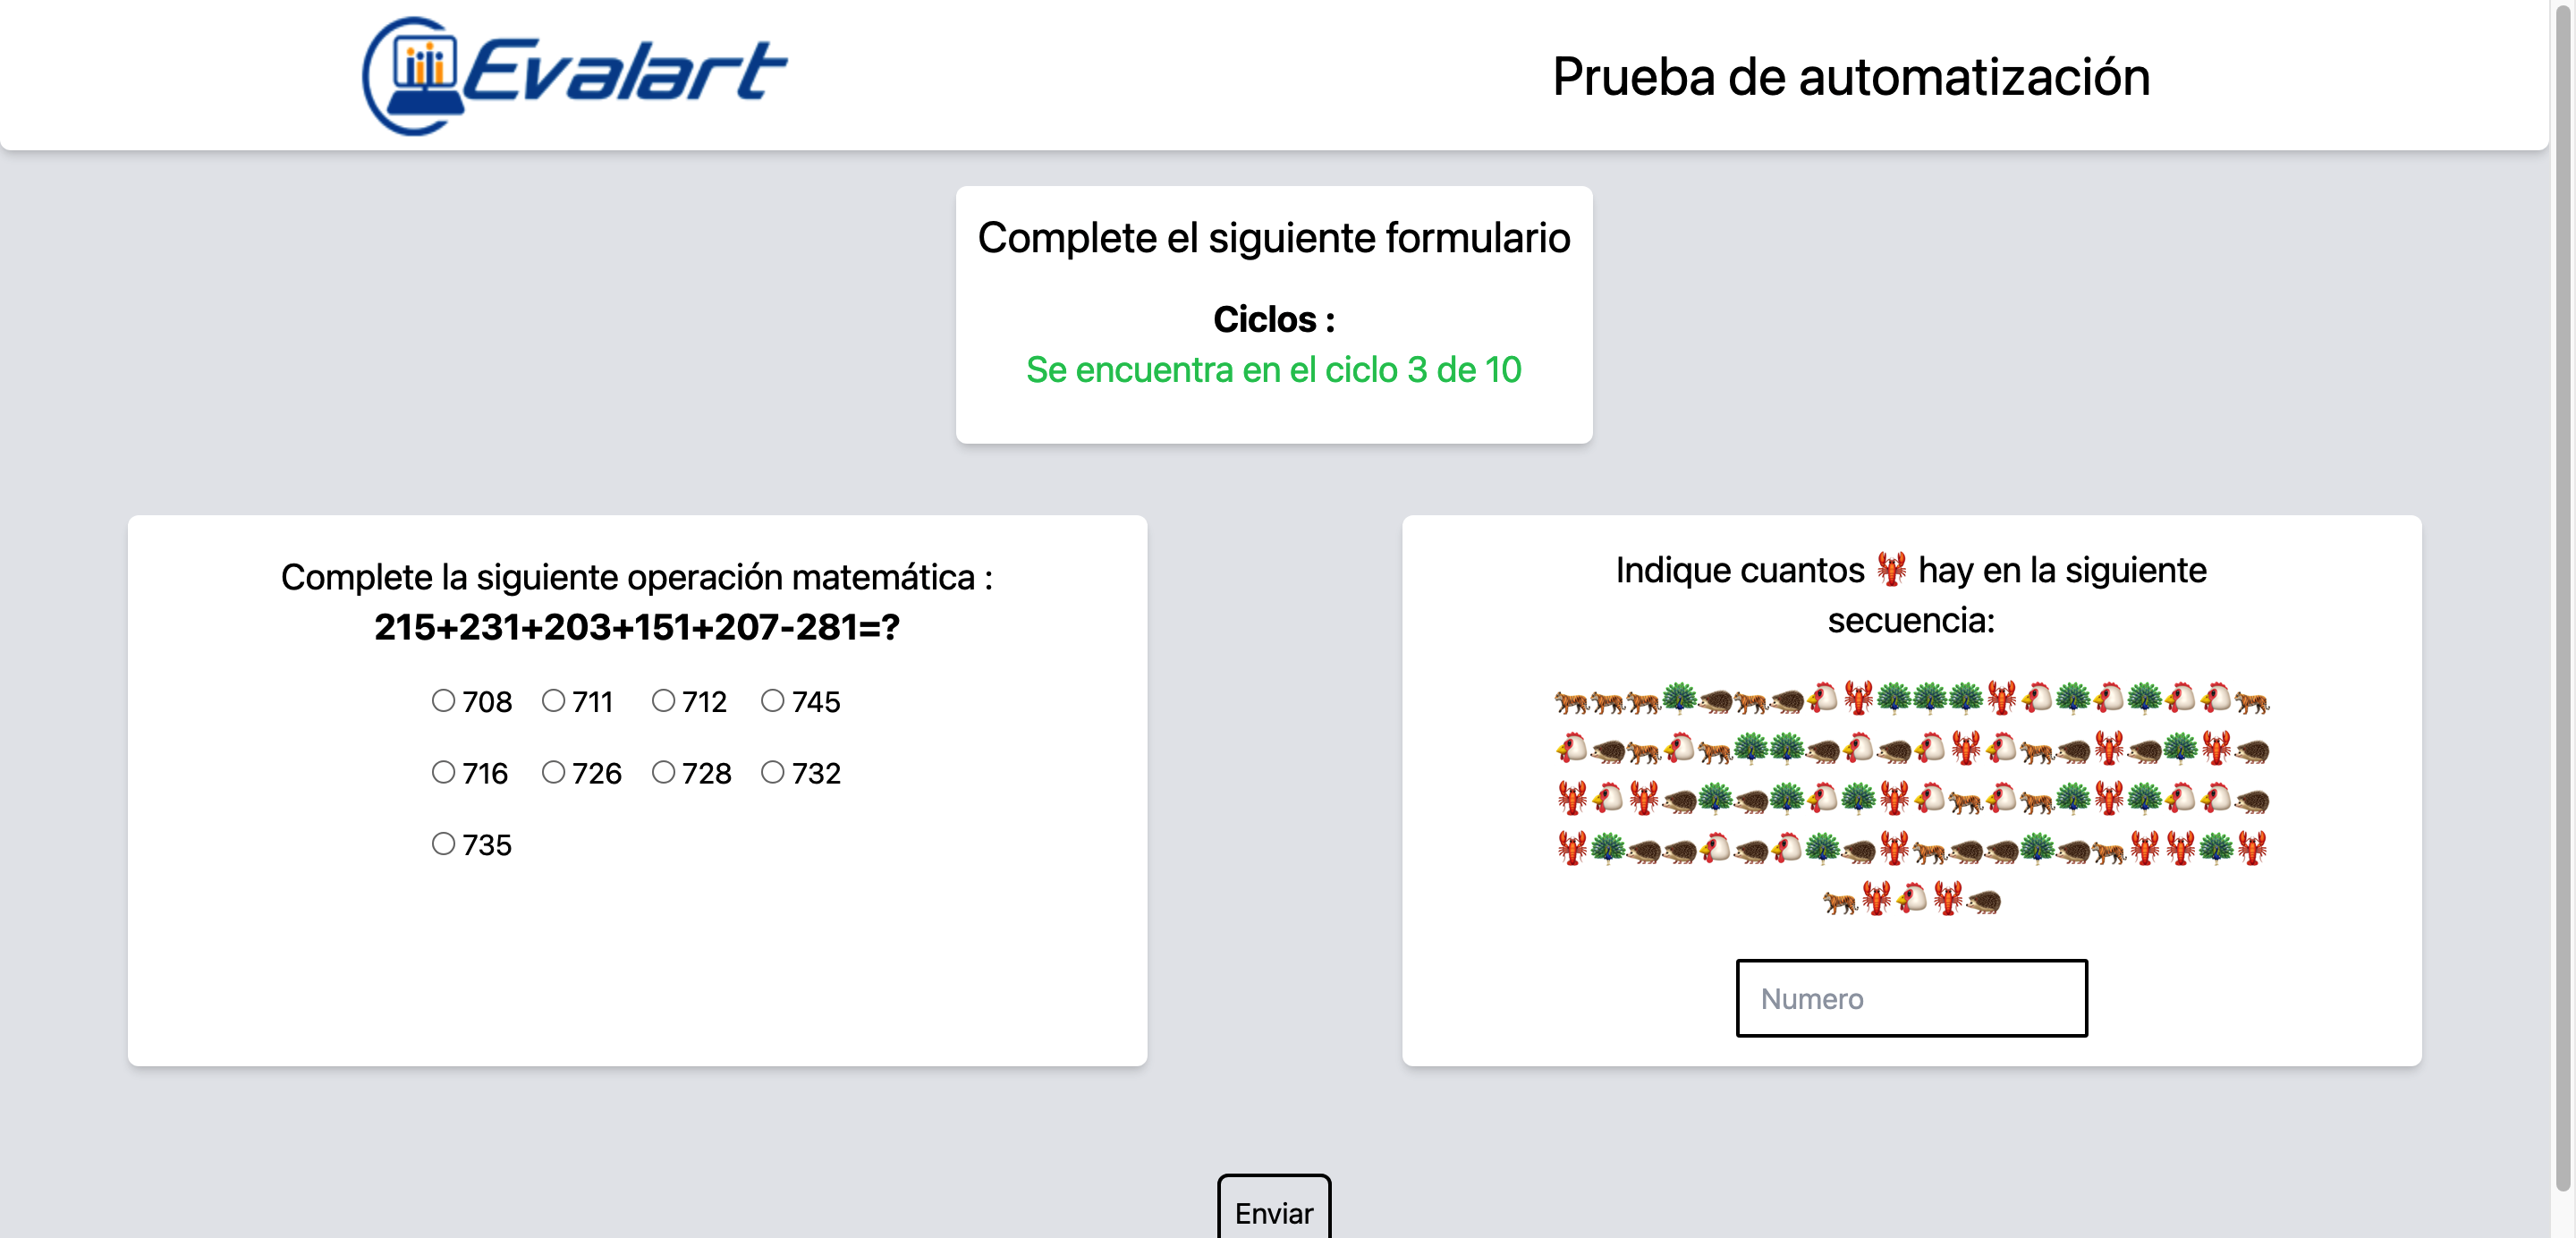 Evalart
Prueba de automatización
Complete el siguiente formulario
Ciclos :
Se encuentra en el ciclo 3 de 10
Complete la siguiente operación matemática :
215+231+203+151+207-281=?
708 711 712 745
716 726 728 732
735
Indique cuantos 🦞 hay en la siguiente
secuencia:
🐅🐅🐅🦚🦔🐅🦔🐔🦞🦚🦚🦚🦞🐔🦚🐔🦚🐔🐔🐅
🐔🦔🐅🐔🐅🦚🦚🦔🐔🦔🐔🦞🐔🐅🦔🦞🦔🦚🦞🦔
🦞🐔🦞🦔🦚🦔🦚🐔🦚🦞🐔🐅🐔🐅🦚🦞🦚🐔🐔🦔
🦞🦚🦔🦔🐔🦔🐔🦚🦔🦞🐅🦔🦔🦚🦔🐅🦞🦞🦚🦞
🐅🦞🐔🦞🦔
Numero
Enviar